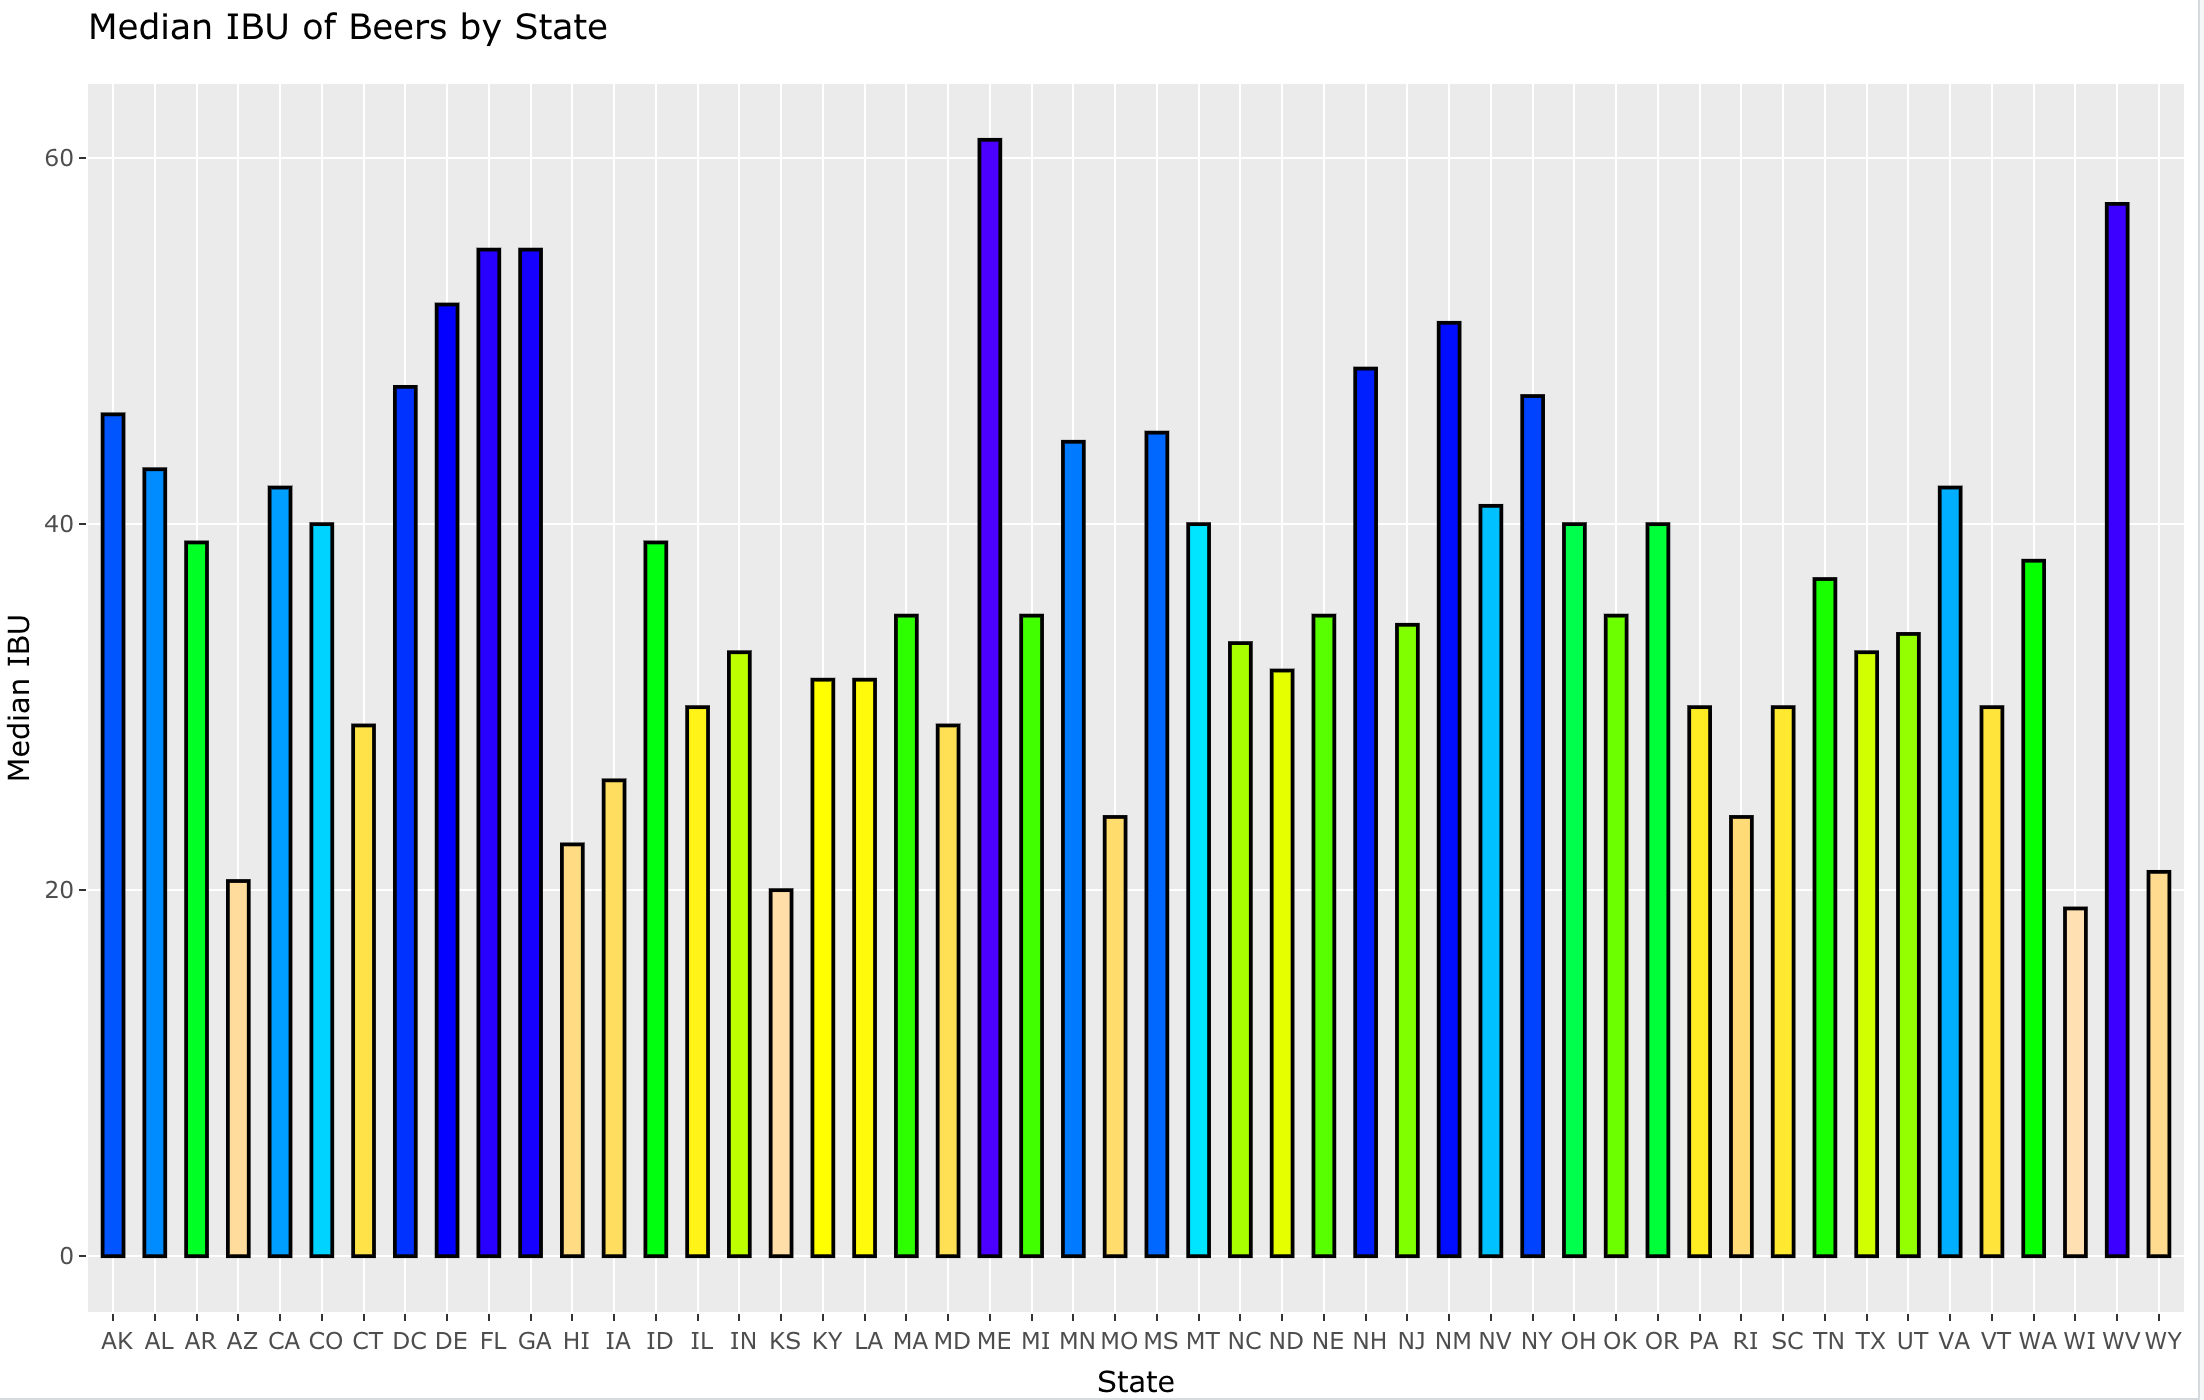 Median IBU of Beers by State
60
40
20
0
Median IBU
AK AL AR AZ CA CO CT DC DE FL GA HI IA ID IL IN KS KY LA MA MD ME MI MN MO MS MT NC ND NE NH NJ NM NV NY OH OK OR PA RI SC TN TX UT VA VT WA WI WV WY
State